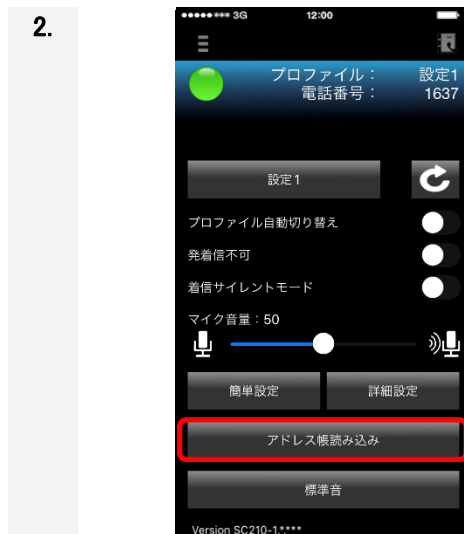 2.
●●●●●*** 3G 12:00
プロファイル： 設定1
電話番号： 1637
設定1
プロファイル自動切り替え
発着信不可
着信サイレントモード
マイク音量：50
簡単設定 詳細設定
アドレス帳読み込み
標準音
Version SC210-1.*.***